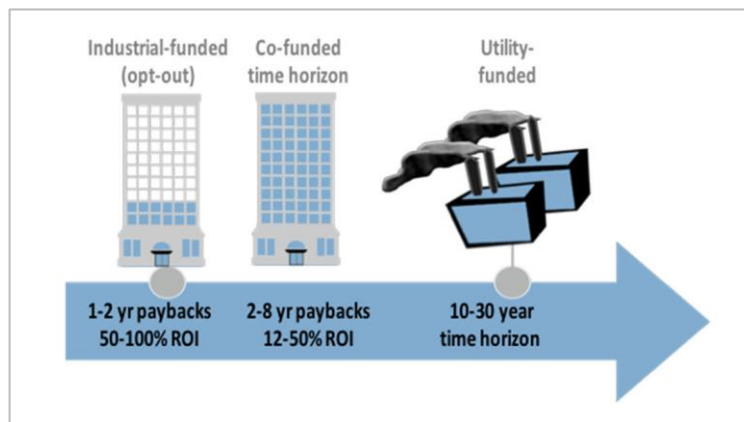 Industrial-funded
(opt-out)
Co-funded
time horizon
Utility-
funded
1-2 yr paybacks
50-100% ROI
2-8 yr paybacks
12-50% ROI
10-30 year
time horizon